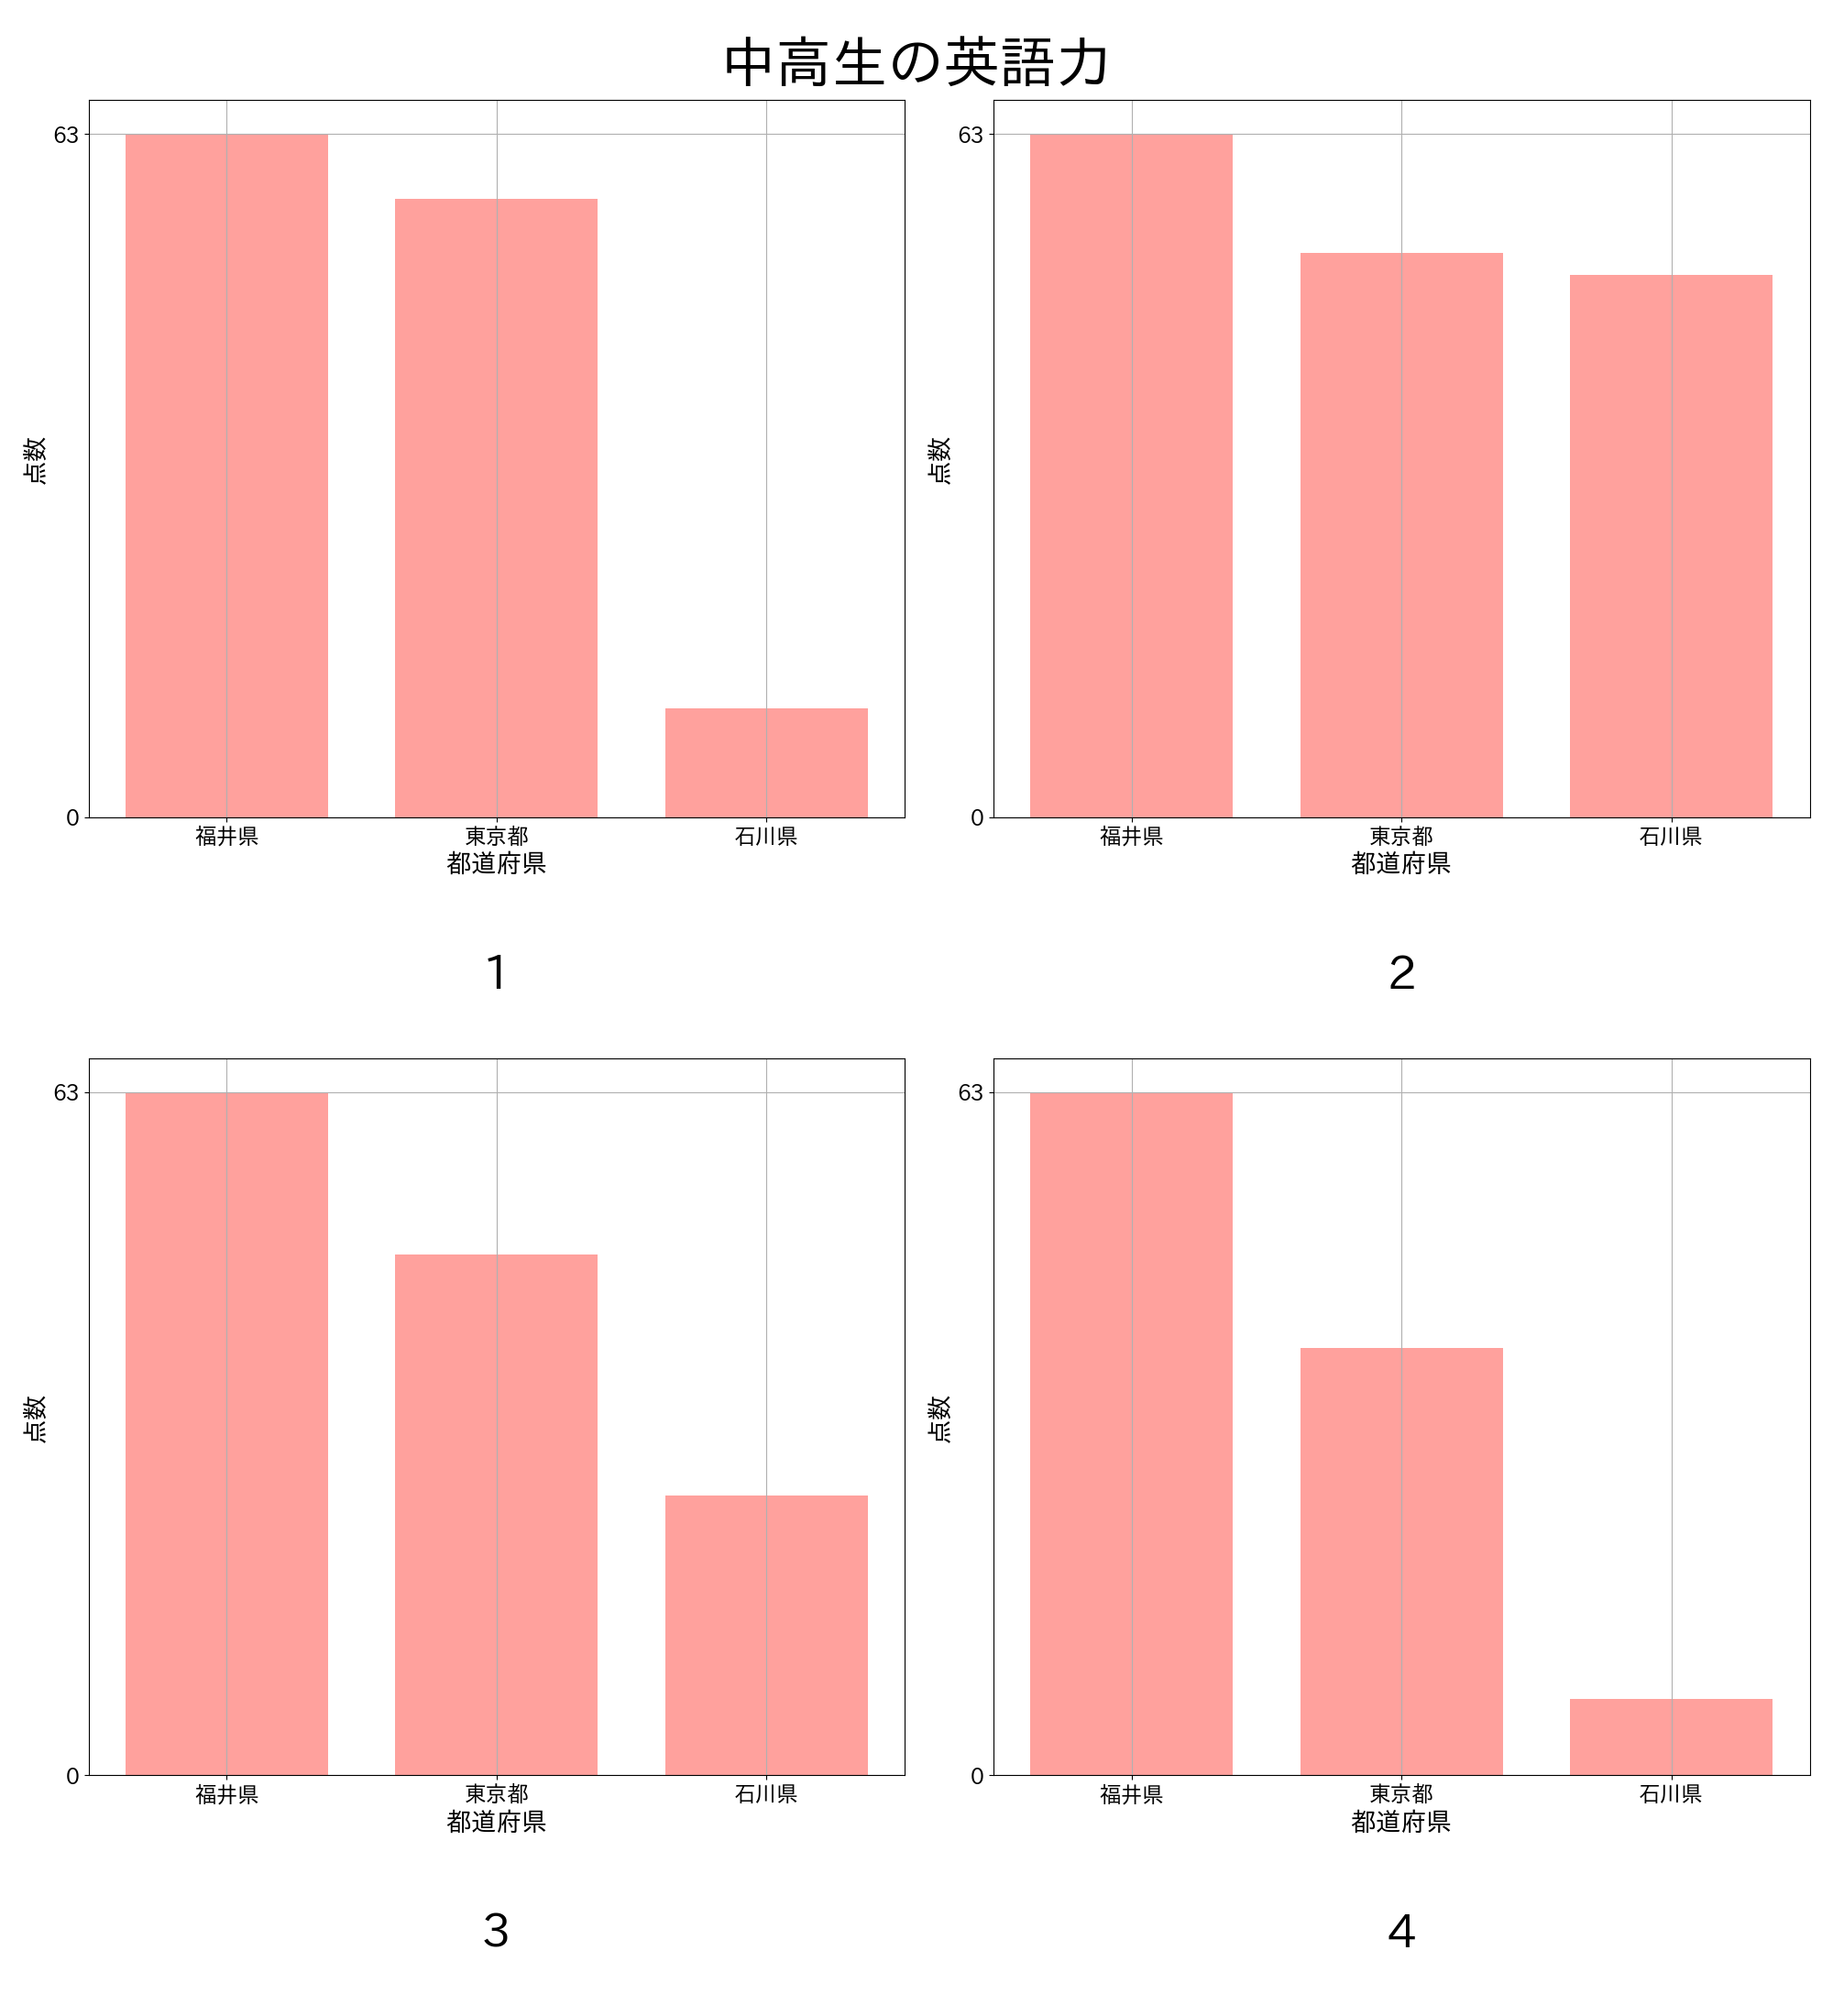 中高生の英語力
63
点数
0
福井県 東京都 石川県
都道府県
1
63
点数
0
福井県 東京都 石川県
都道府県
2
63
点数
0
福井県 東京都 石川県
都道府県
3
63
点数
0
福井県 東京都 石川県
都道府県
4